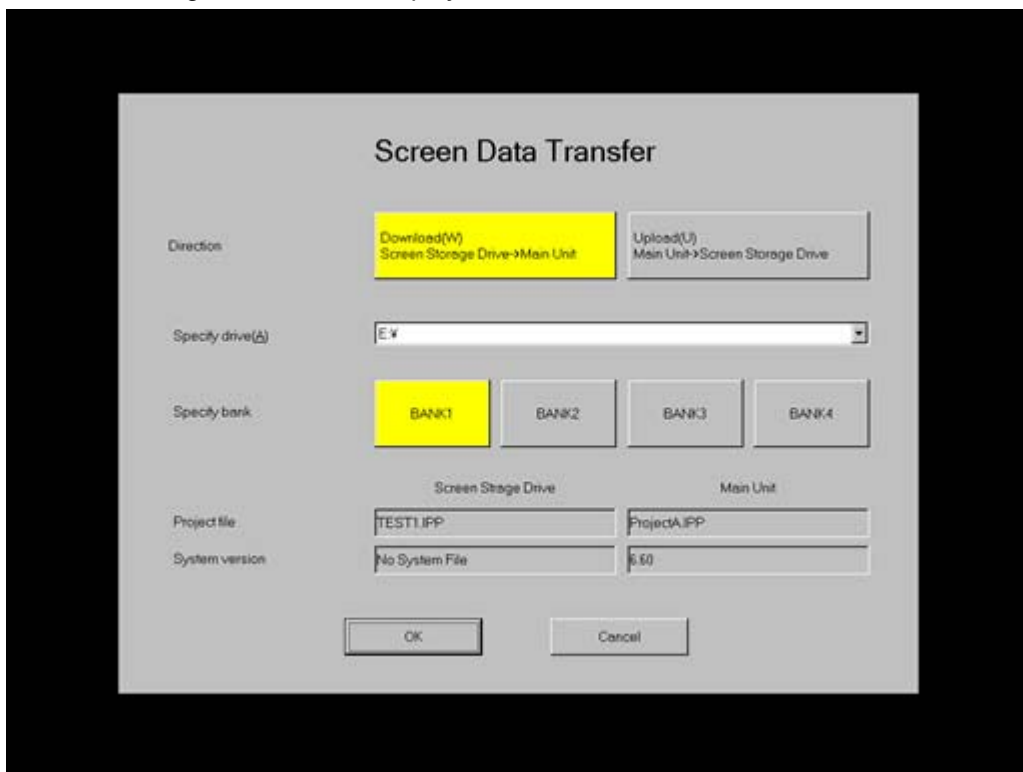 Screen Data Transfer
Direction
Download(W)
Screen Storage Drive->Main Unit
Upload(U)
Main Unit->Screen Storage Drive
Specify drive(A)
E:¥
Specify bank
BANK1 BANK2 BANK3 BANK4
Screen Strage Drive Main Unit
Project file TEST1.IPP ProjectA.IPP
System version No System File 6.60
OK Cancel